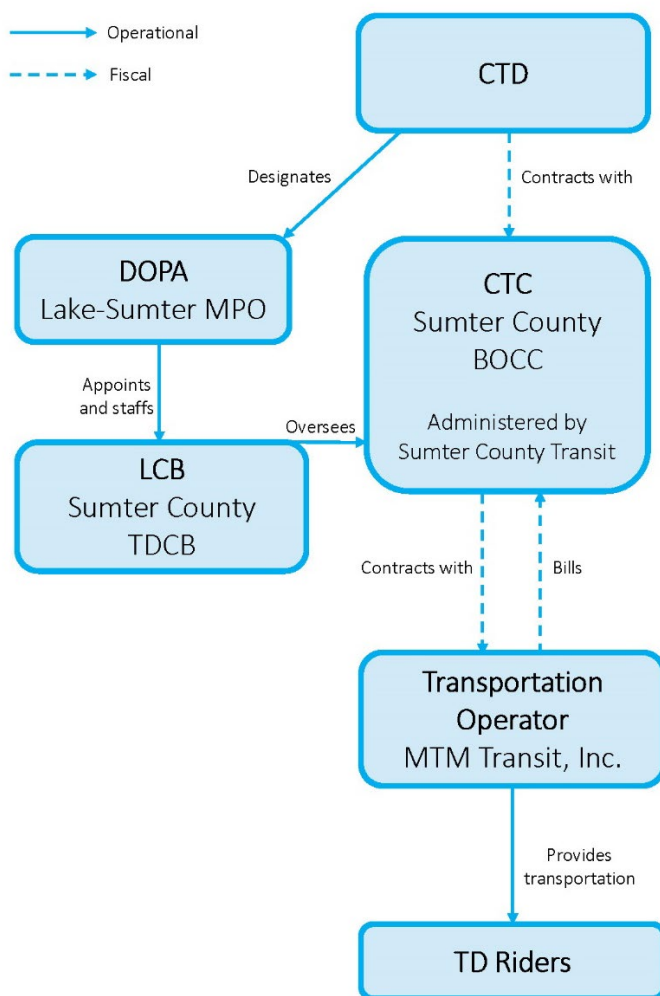 Operational
Fiscal
CTD
Designates
Contracts with
DOPA
Lake-Sumter MPO
CTC
Sumter County
BOCC
Administered by
Sumter County Transit
Appoints
and staffs
Oversees
LCB
Sumter County
TDCB
Contracts with
Bills
Transportation
Operator
MTM Transit, Inc.
Provides
transportation
TD Riders